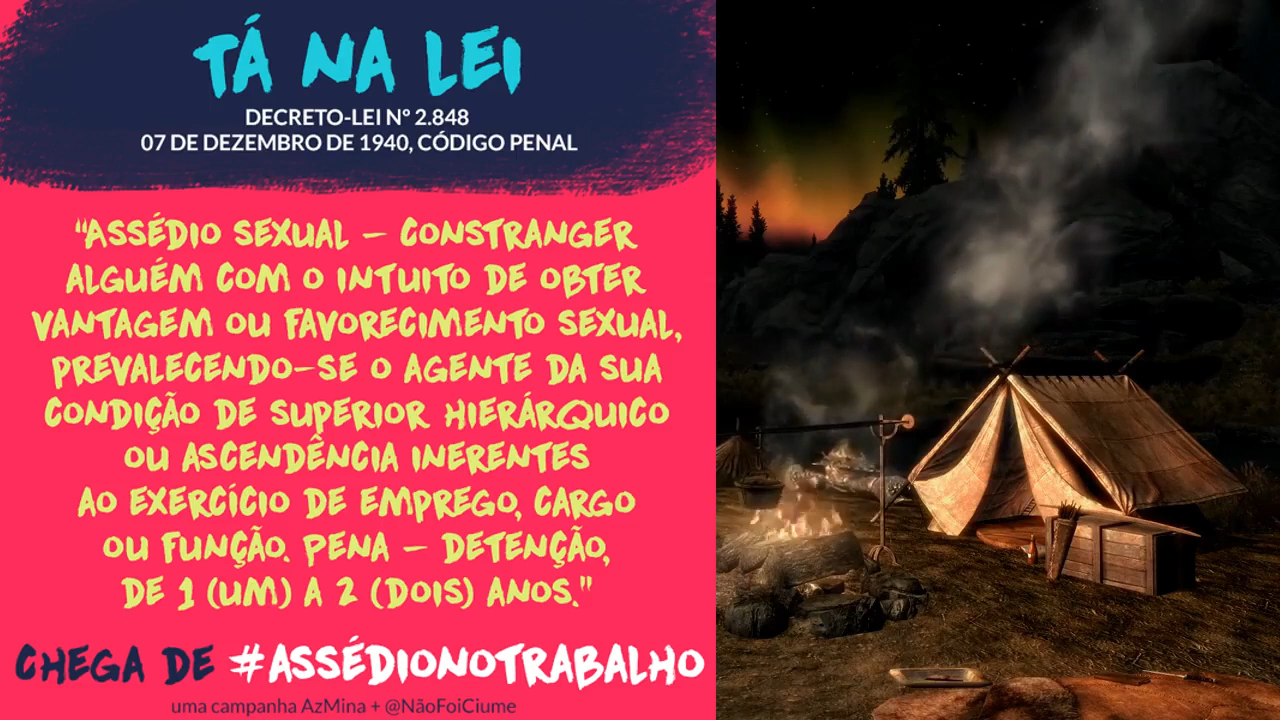 TÁ NA LEI
DECRETO-LEI Nº 2.848
07 DE DEZEMBRO DE 1940, CÓDIGO PENAL
"ASSÉDIO SEXUAL – CONSTRANGER
ALGUÉM COM O INTUITO DE OBTER
VANTAGEM OU FAVORECIMENTO SEXUAL,
PREVALECENDO-SE O AGENTE DA SUA
CONDIÇÃO DE SUPERIOR HIERÁRQUICO
OU ASCENDÊNCIA INERENTES
AO EXERCÍCIO DE EMPREGO, CARGO
OU FUNÇÃO. PENA – DETENÇÃO,
DE 1 (UM) A 2 (DOIS) ANOS."
CHEGA DE #ASSÉDIONOTRABALHO
uma campanha AzMina + @NãoFoiCiume